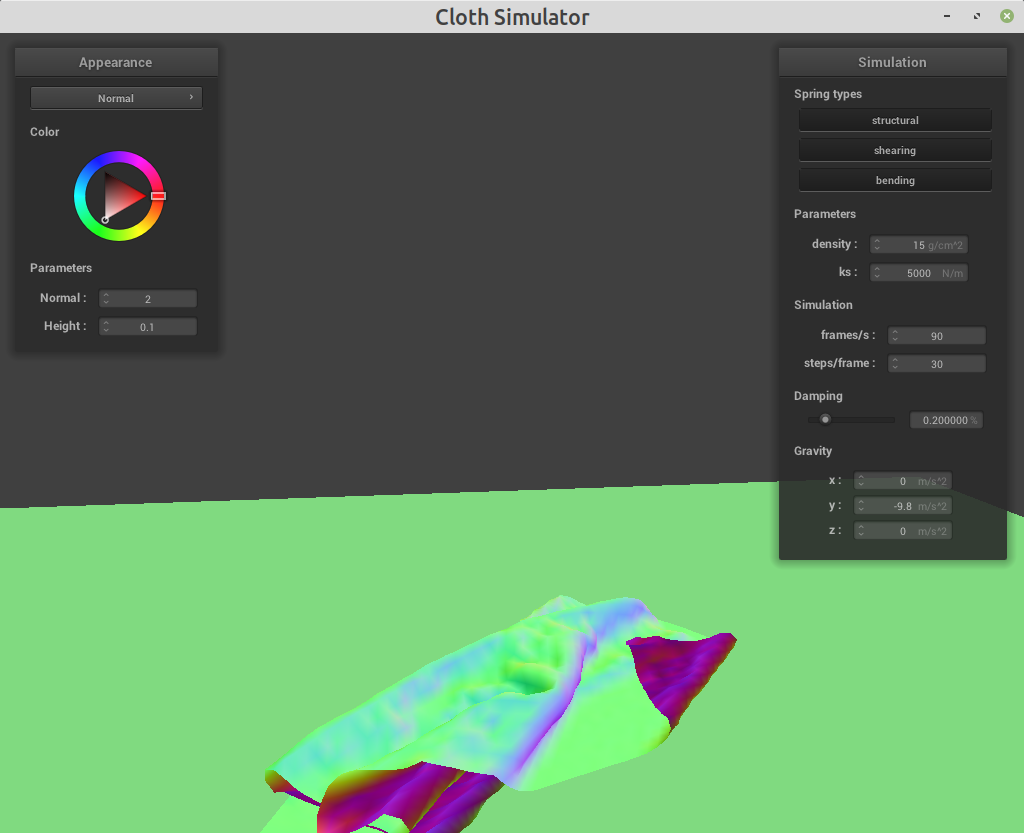 Cloth Simulator
Appearance
Normal
Color
Parameters
Normal : 2
Height : 0.1
Simulation
Spring types
structural
shearing
bending
Parameters
density : 15 g/cm^2
ks : 5000 N/m
Simulation
frames/s : 90
steps/frame : 30
Damping
0.200000 %
Gravity
x : 0 m/s^2
y : -9.8 m/s^2
z : 0 m/s^2